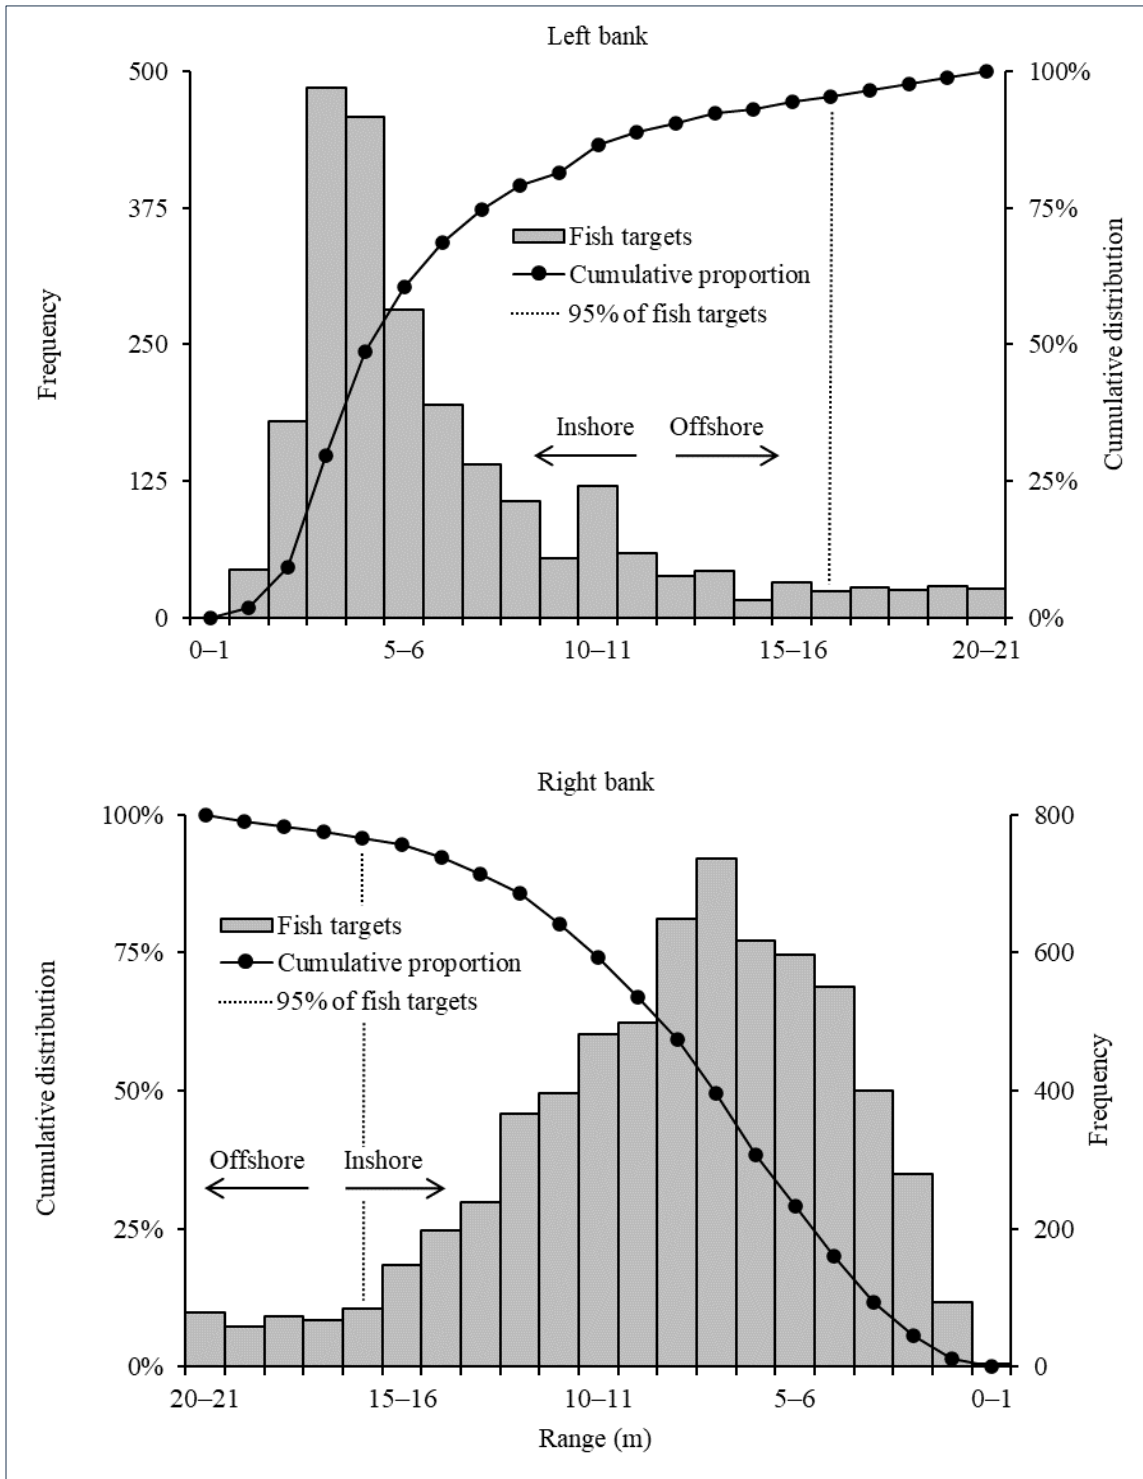 Left bank
500
375
250
125
0
Frequency
100%
75%
50%
25%
0%
Cumulative distribution
Fish targets
Cumulative proportion
95% of fish targets
Inshore Offshore
0–1 5–6 10–11 15–16 20–21
Right bank
100%
75%
50%
25%
0%
Cumulative distribution
800
600
400
200
0
Frequency
Fish targets
Cumulative proportion
95% of fish targets
Offshore Inshore
20–21 15–16 10–11 5–6 0–1
Range (m)